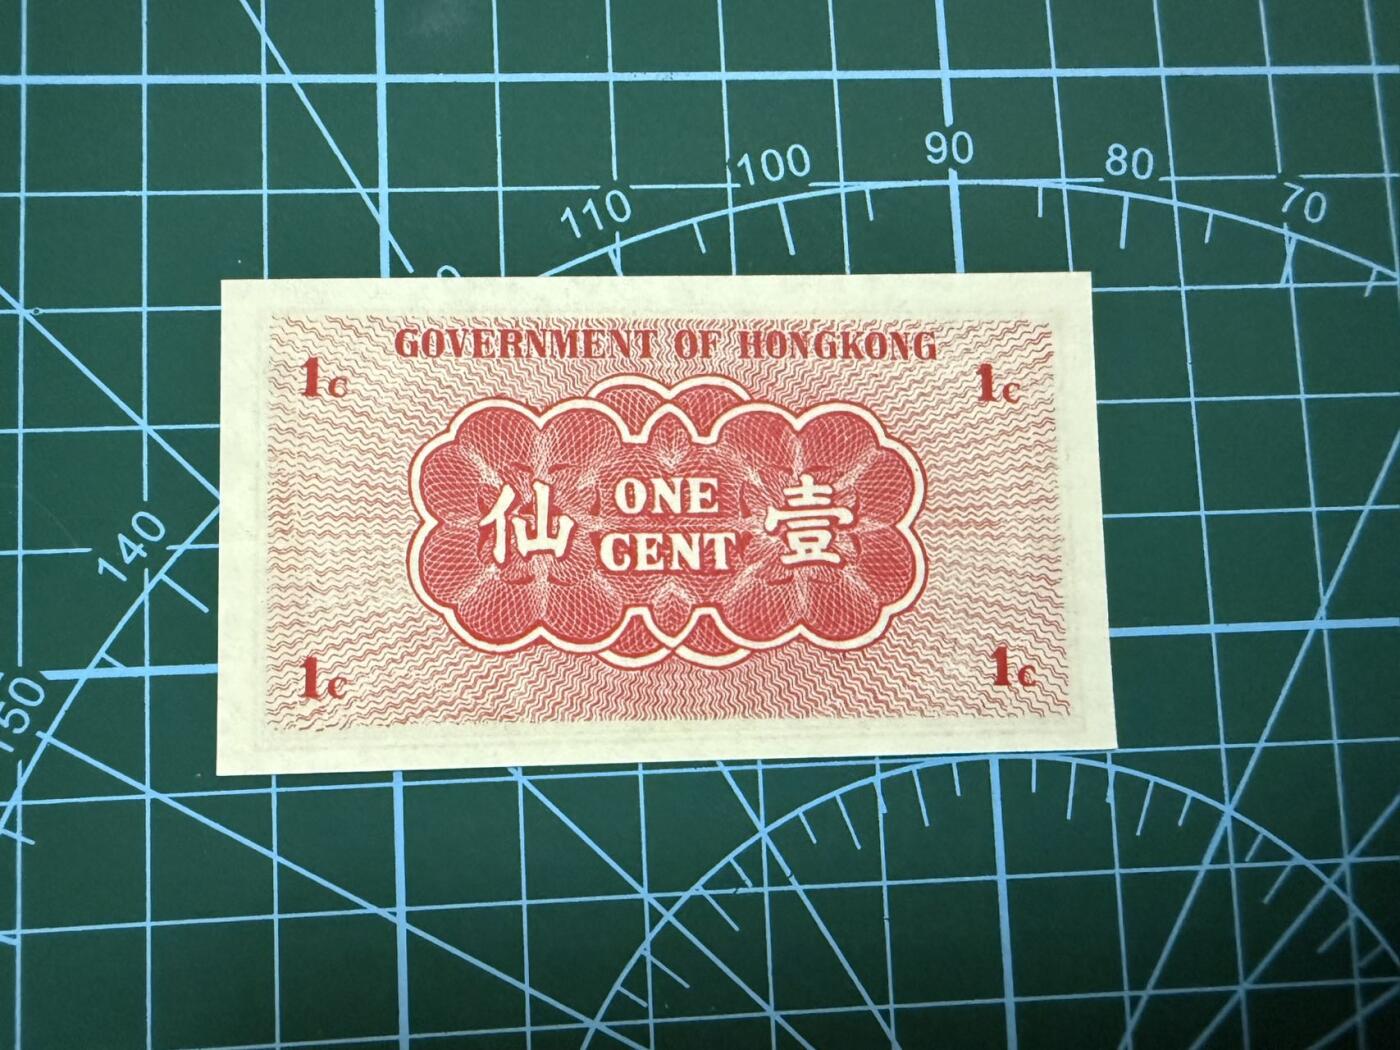 90
100
80
110
70
GOVERNMENT OF HONGKONG
1c
1c
仙
ONE
CENT
壹
140
1c
1c
150